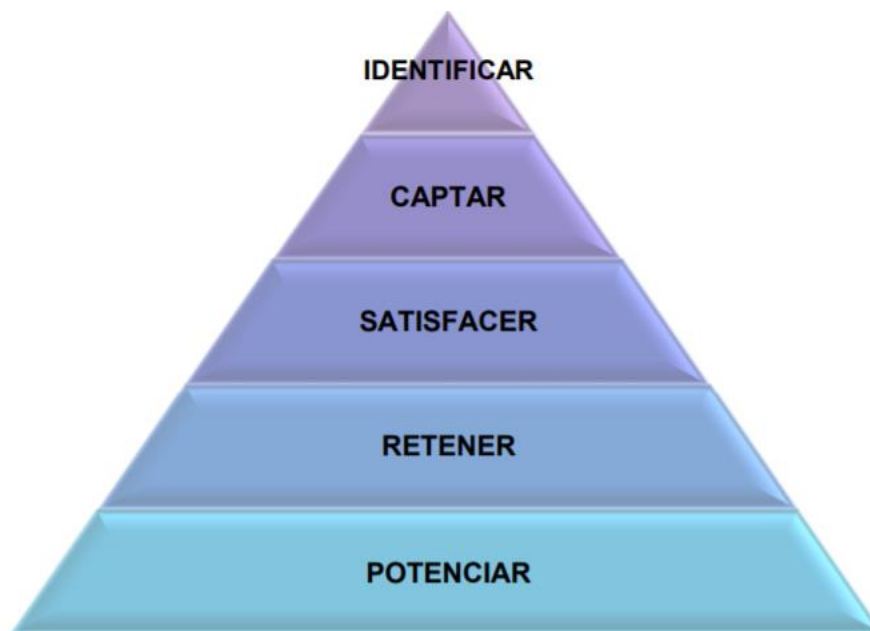 IDENTIFICAR
CAPTAR
SATISFACER
RETENER
POTENCIAR